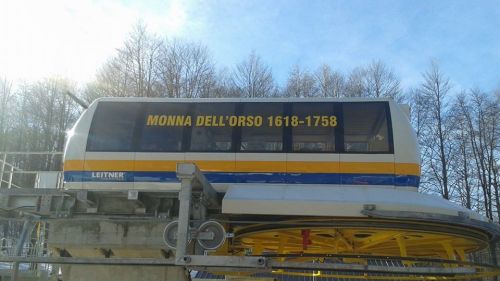 MONNA DELL'ORSO 1618-1758
LEITNER